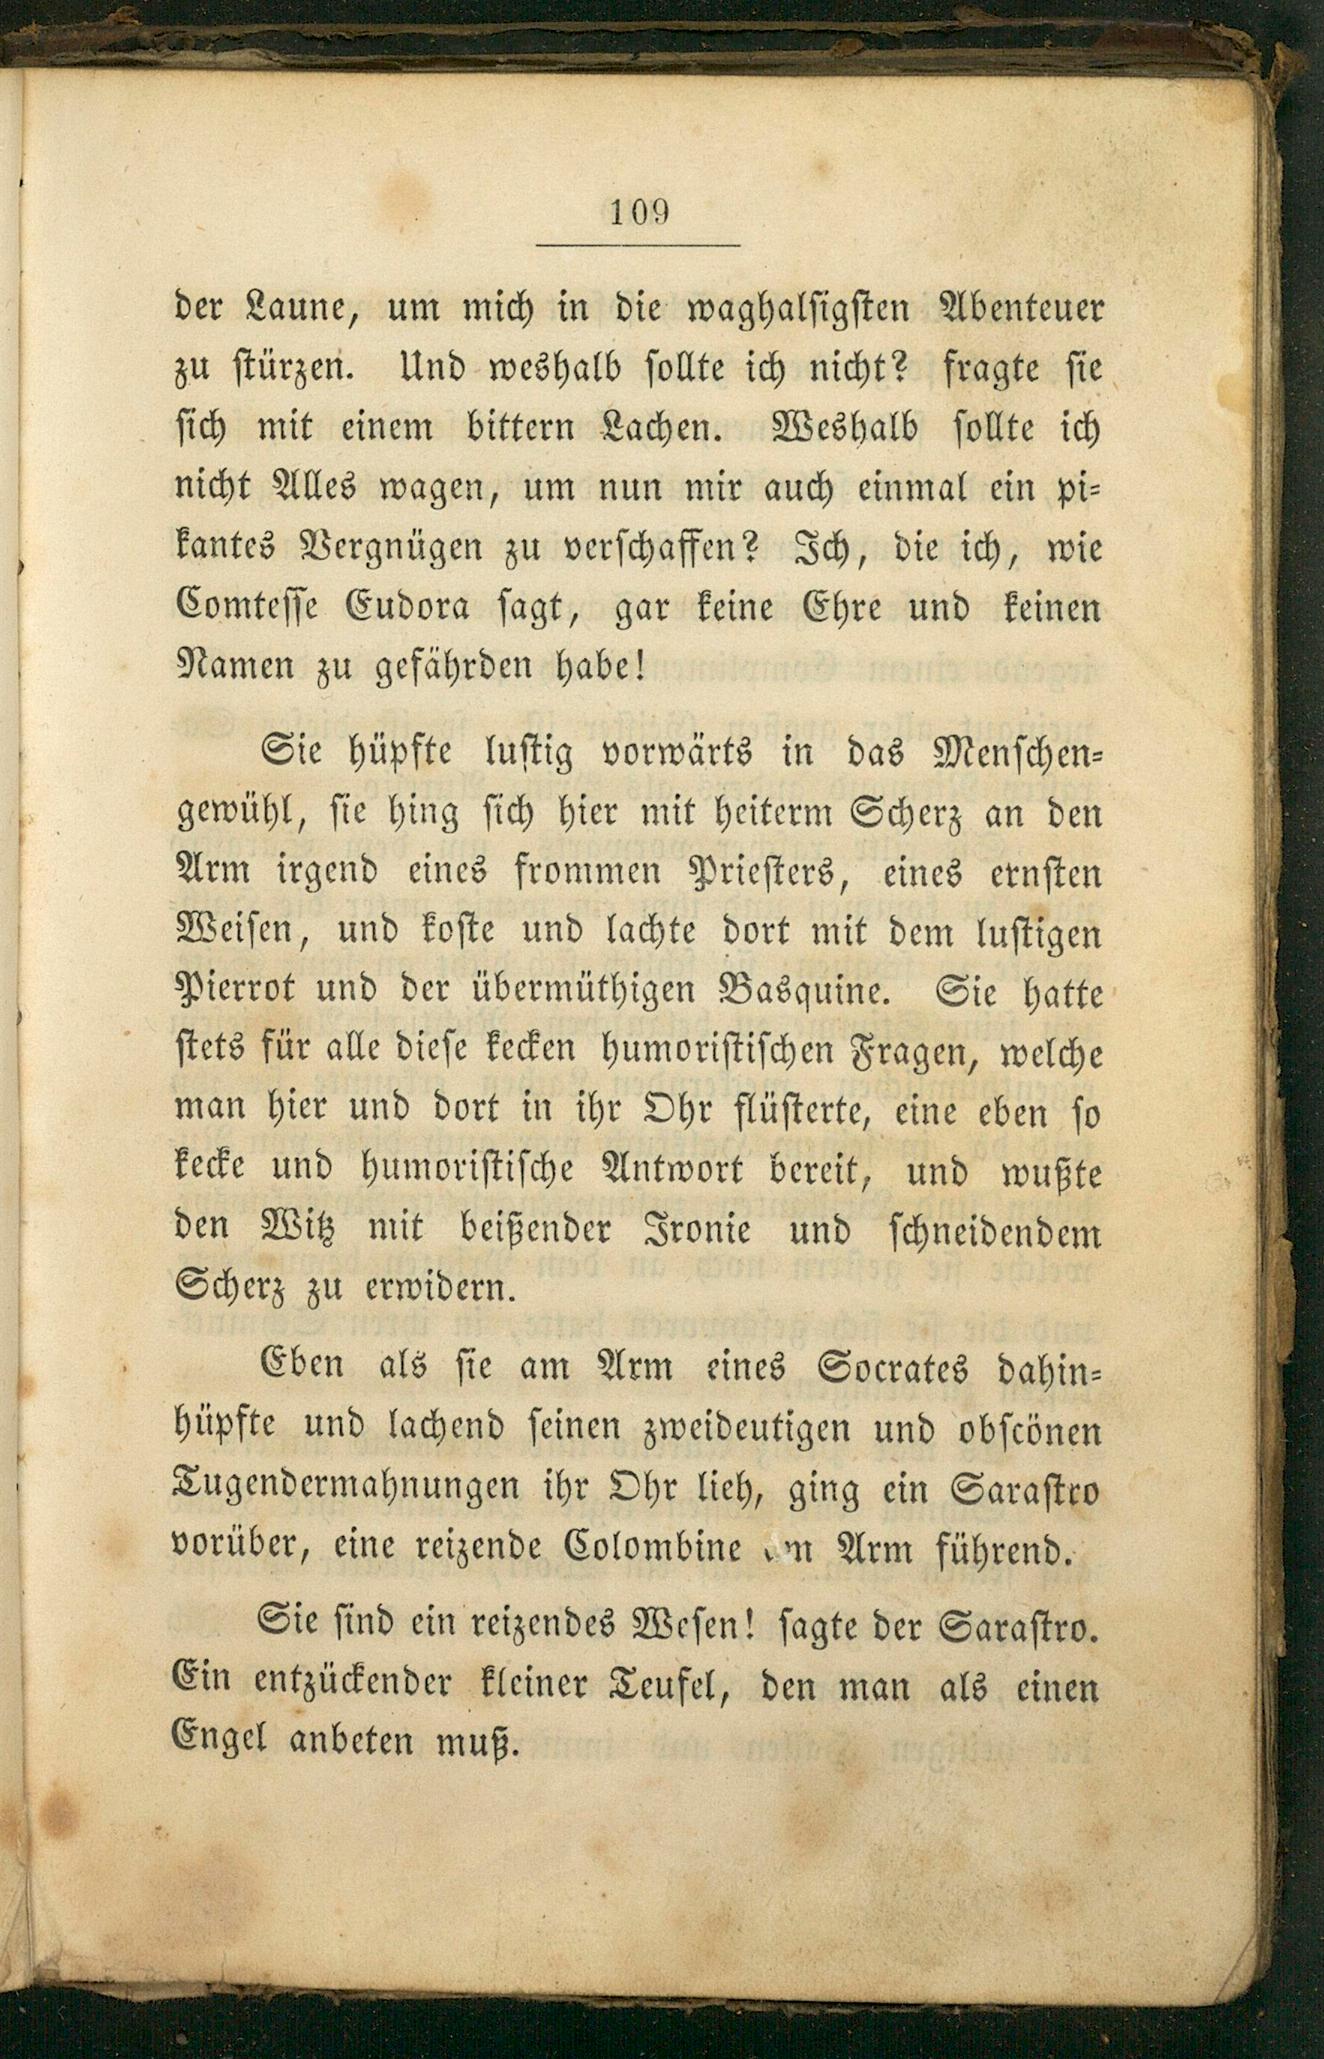 109
der Laune, um mich in die waghalsigsten Abenteuer
zu stürzen. Und weshalb sollte ich nicht? fragte sie
sich mit einem bittern Lachen. Weshalb sollte ich
nicht Alles wagen, um nun mir auch einmal ein pi-
kantes Vergnügen zu verschaffen? Ich, die ich, wie
Comtesse Eudora sagt, gar keine Ehre und keinen
Namen zu gefährden habe!
Sie hüpfte lustig vorwärts in das Menschen-
gewühl, sie hing sich hier mit heiterm Scherz an den
Arm irgend eines frommen Priesters, eines ernsten
Weisen, und koste und lachte dort mit dem lustigen
Pierrot und der übermüthigen Basquine. Sie hatte
stets für alle diese kecken humoristischen Fragen, welche
man hier und dort in ihr Ohr flüsterte, eine eben so
kecke und humoristische Antwort bereit, und wußte
den Witz mit beißender Ironie und schneidendem
Scherz zu erwidern.
Eben als sie am Arm eines Socrates dahin-
hüpfte und lachend seinen zweideutigen und obscönen
Tugendermahnungen ihr Ohr lieh, ging ein Sarastro
vorüber, eine reizende Colombine Arm führend.
Sie sind ein reizendes Wesen! sagte der Sarastro.
Ein entzückender kleiner Teufel, den man als einen
Engel anbeten muß.